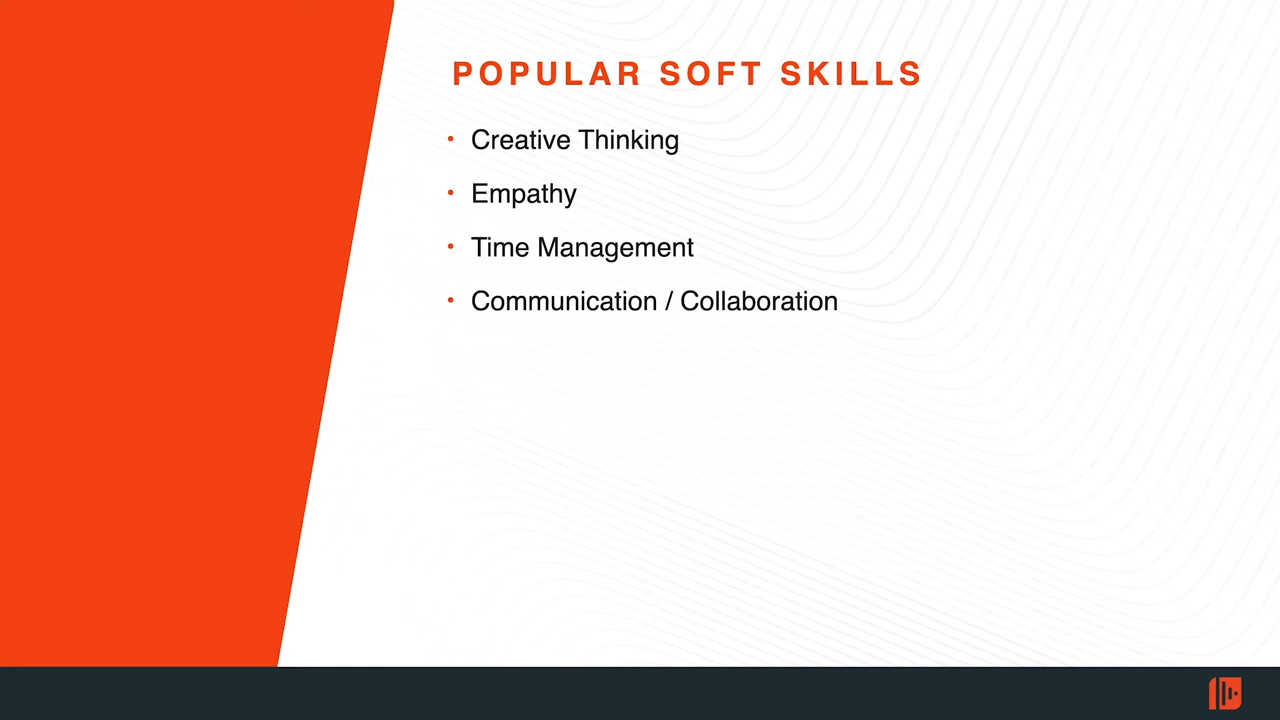 POPULAR SOFT SKILLS
• Creative Thinking
• Empathy
• Time Management
• Communication / Collaboration